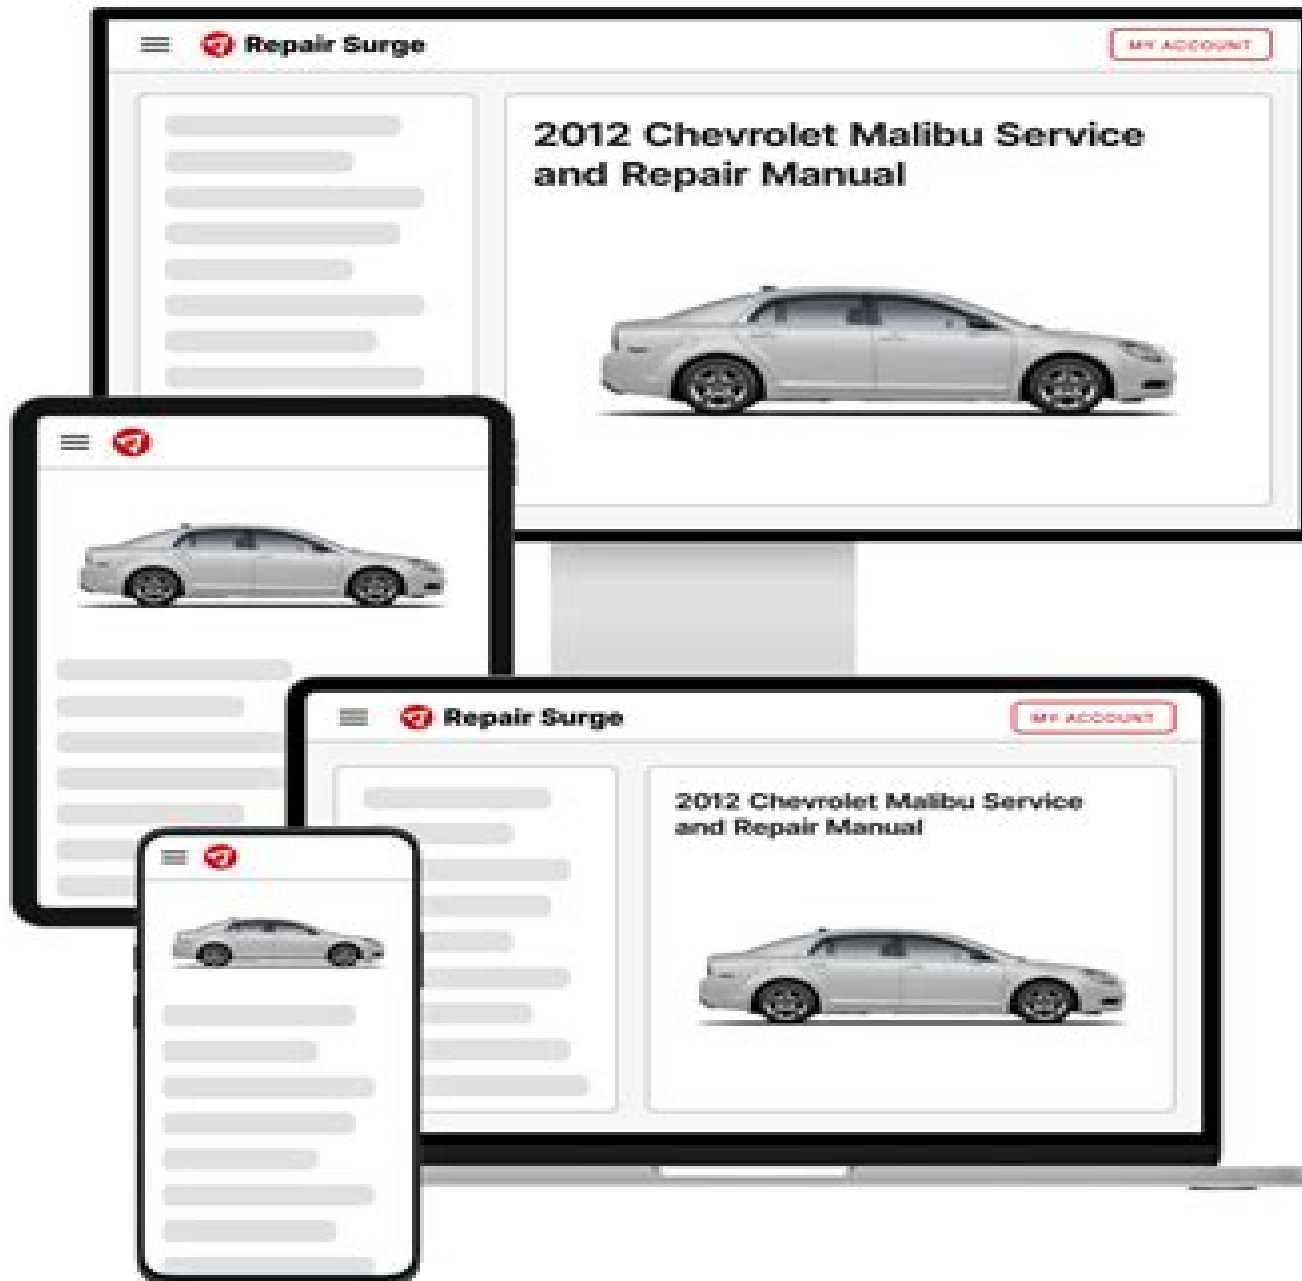 Repair Surge
MY ACCOUNT
2012 Chevrolet Malibu Service
and Repair Manual
Repair Surge
MY ACCOUNT
2012 Chevrolet Malibu Service
and Repair Manual